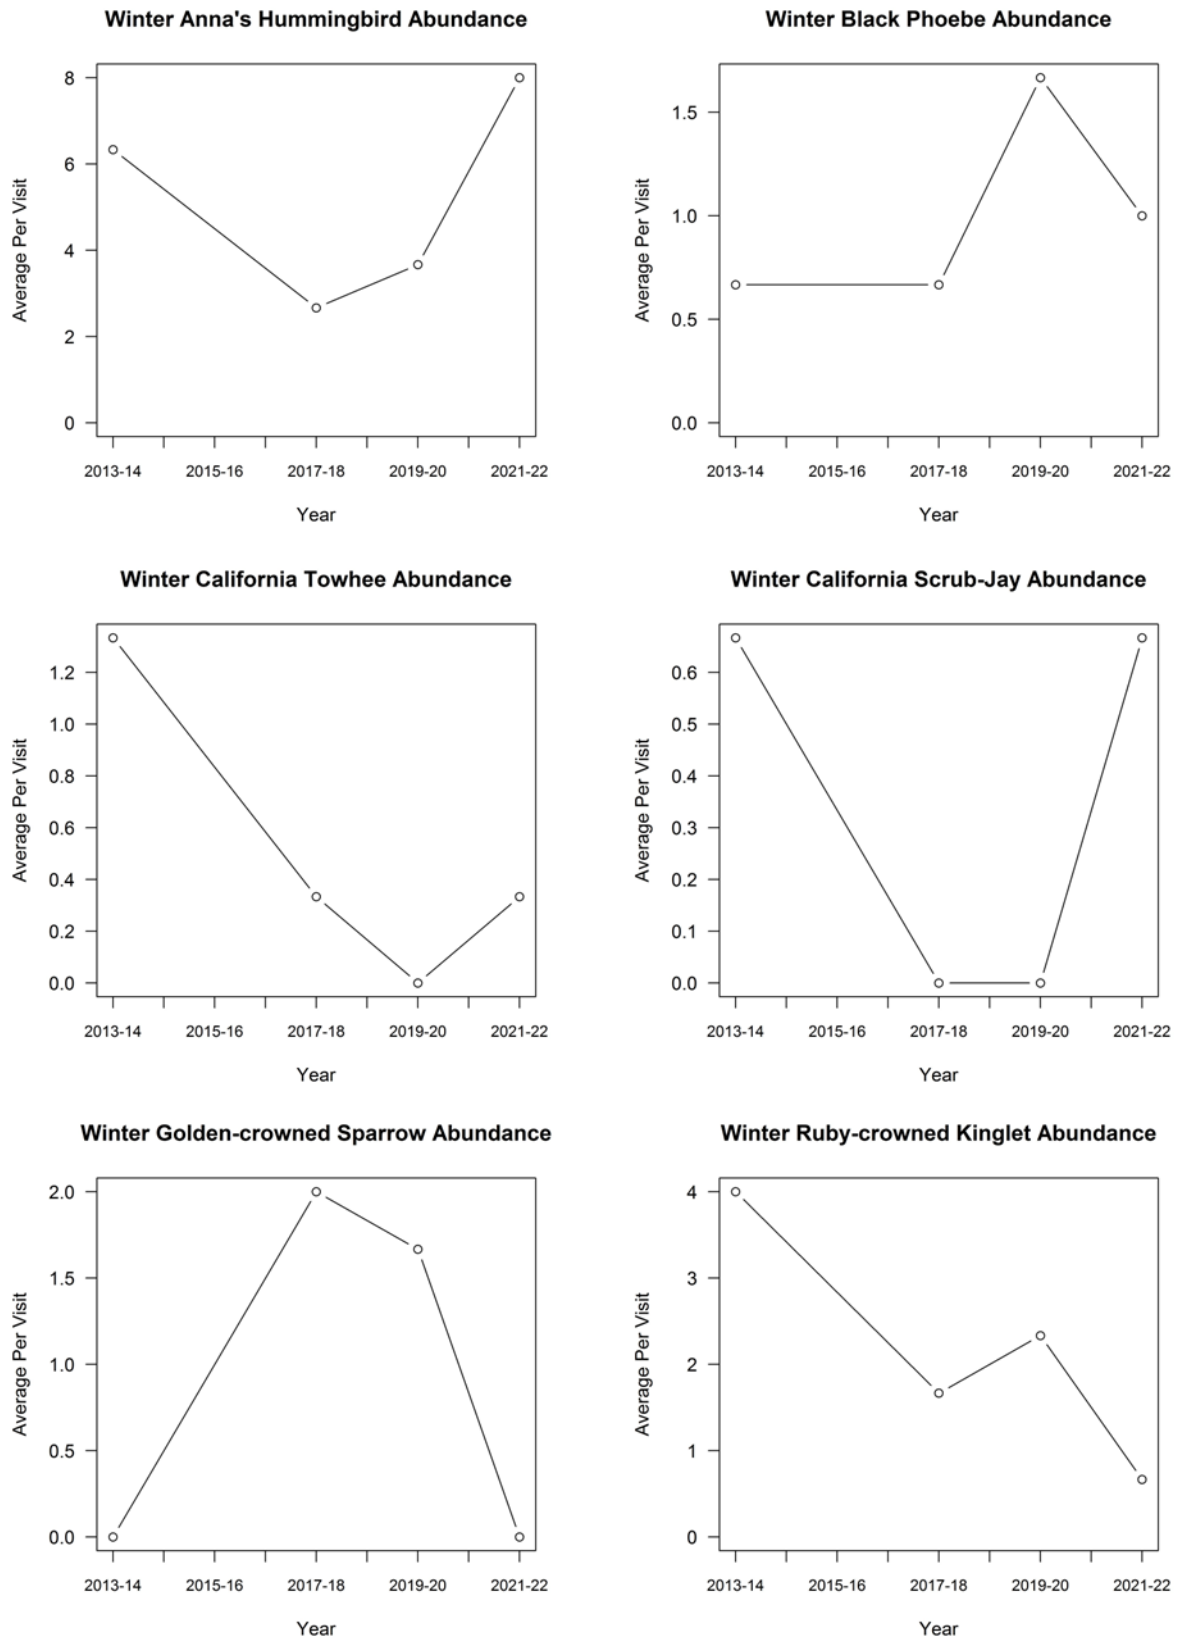 Winter Anna's Hummingbird Abundance
Average Per Visit
8
6
4
2
0
2013-14 2015-16 2017-18 2019-20 2021-22
Year
Winter Black Phoebe Abundance
Average Per Visit
1.5
1.0
0.5
0.0
2013-14 2015-16 2017-18 2019-20 2021-22
Year
Winter California Towhee Abundance
Average Per Visit
1.2
1.0
0.8
0.6
0.4
0.2
0.0
2013-14 2015-16 2017-18 2019-20 2021-22
Year
Winter California Scrub-Jay Abundance
Average Per Visit
0.6
0.5
0.4
0.3
0.2
0.1
0.0
2013-14 2015-16 2017-18 2019-20 2021-22
Year
Winter Golden-crowned Sparrow Abundance
Average Per Visit
2.0
1.5
1.0
0.5
0.0
2013-14 2015-16 2017-18 2019-20 2021-22
Year
Winter Ruby-crowned Kinglet Abundance
Average Per Visit
4
3
2
1
0
2013-14 2015-16 2017-18 2019-20 2021-22
Year